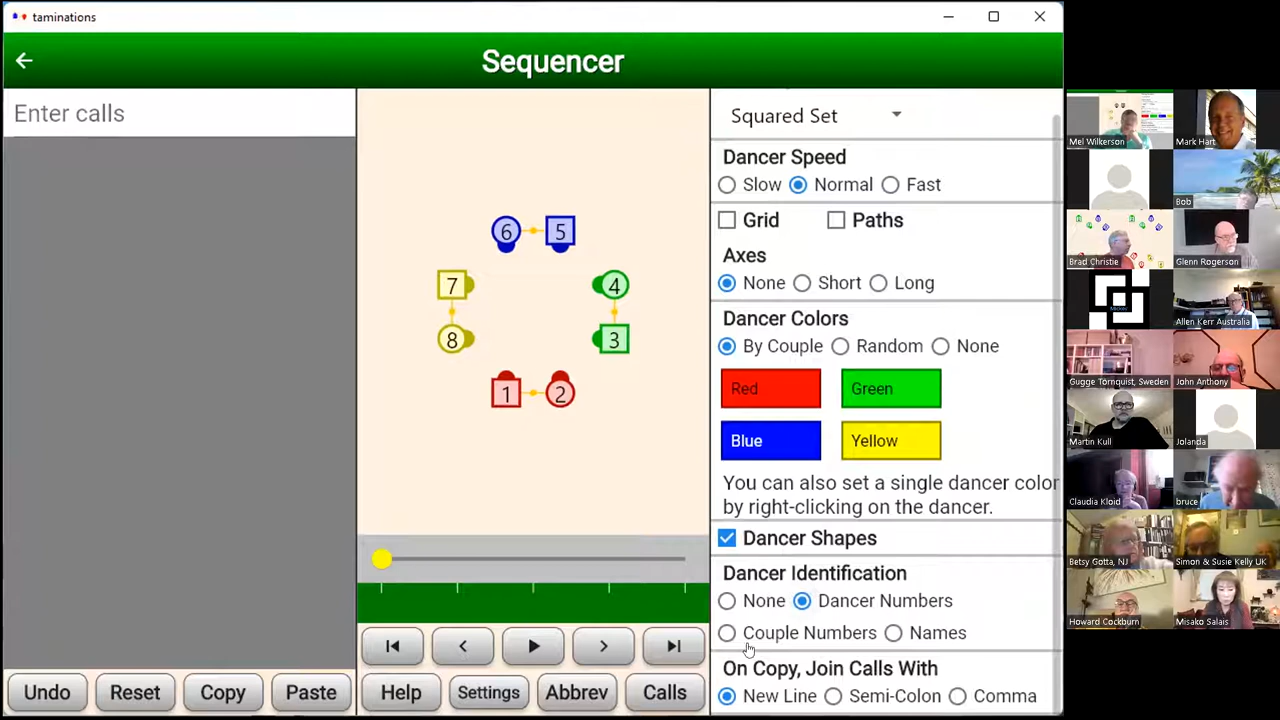 taminations
Sequencer
Enter calls
6 5
7 4
8 3
1 2
Undo Reset Copy Paste
Help Settings Abbrev Calls
Squared Set
Dancer Speed
Slow Normal Fast
Grid Paths
Axes
None Short Long
Dancer Colors
By Couple Random None
Red Green
Blue Yellow
You can also set a single dancer color
by right-clicking on the dancer.
Dancer Shapes
Dancer Identification
None Dancer Numbers
Couple Numbers Names
On Copy, Join Calls With
New Line Semi-Colon Comma
Mel Wilkerson Mark Hart
Bob
Brad Christie Glenn Rogerson
Allen Kerr Australia
Gugge Törnquist, Sweden John Anthony
Martin Kull Jolanda
Claudia Kloid bruce
Betsy Gotta, NJ Simon & Susie Kelly UK
Howard Cockburn Misako Salais